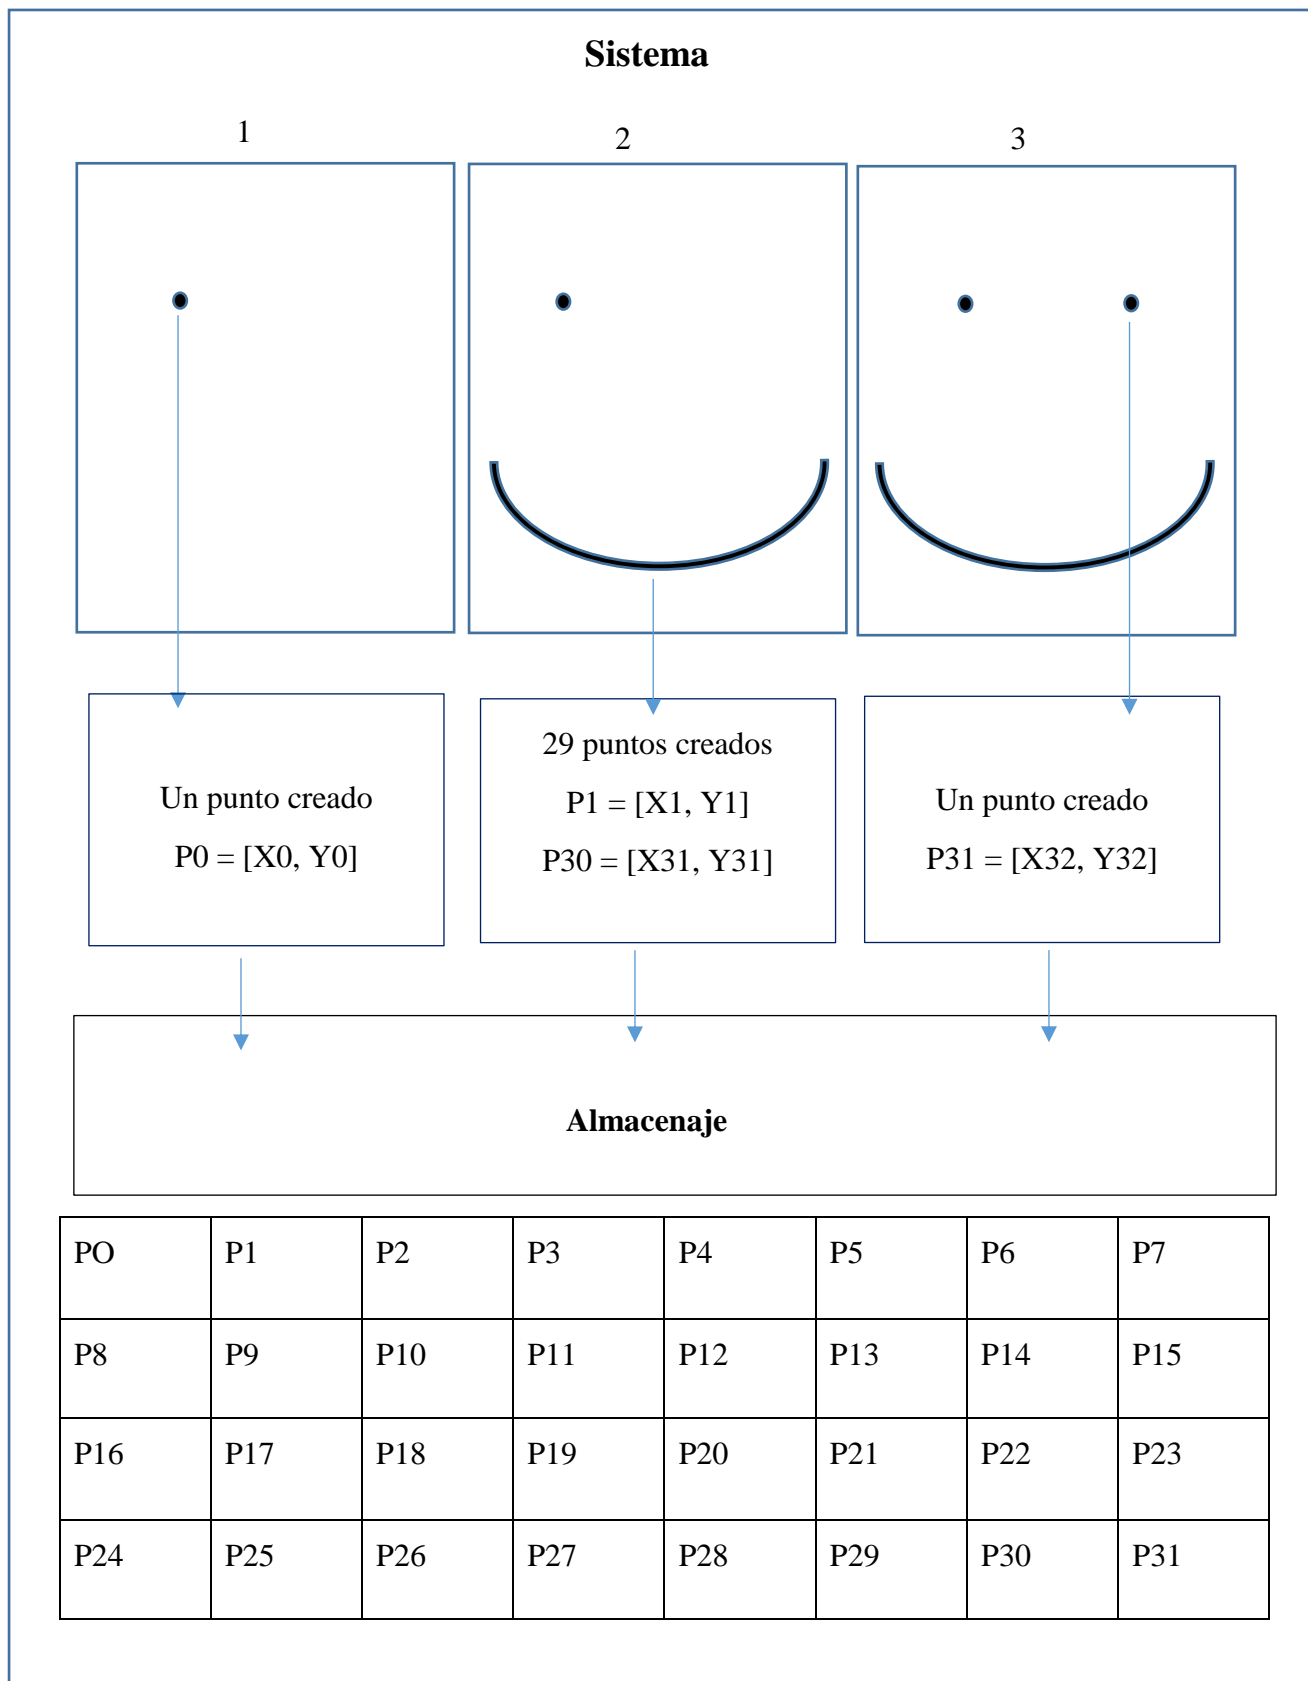 Sistema
1
2
3
Un punto creado
P0 = [X0, Y0]
29 puntos creados
P1 = [X1, Y1]
P30 = [X31, Y31]
Un punto creado
P31 = [X32, Y32]
Almacenaje
PO P1 P2 P3 P4 P5 P6 P7
P8 P9 P10 P11 P12 P13 P14 P15
P16 P17 P18 P19 P20 P21 P22 P23
P24 P25 P26 P27 P28 P29 P30 P31